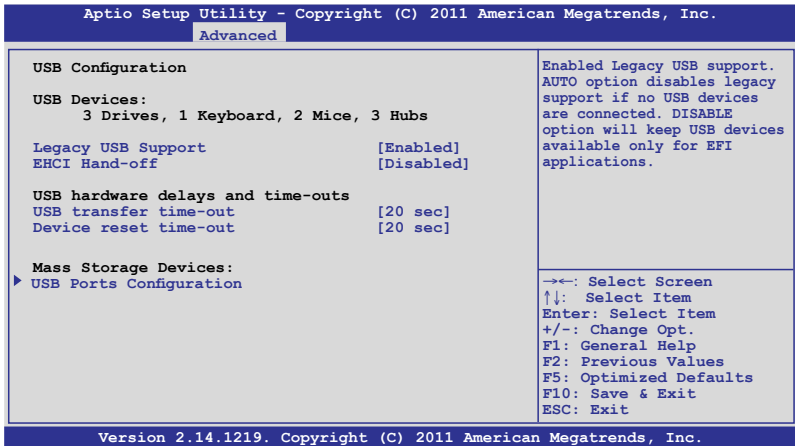 Aptio Setup Utility - Copyright (C) 2011 American Megatrends, Inc.
Advanced
USB Configuration
USB Devices:
3 Drives, 1 Keyboard, 2 Mice, 3 Hubs
Legacy USB Support [Enabled]
EHCI Hand-off [Disabled]
USB hardware delays and time-outs
USB transfer time-out [20 sec]
Device reset time-out [20 sec]
Mass Storage Devices:
USB Ports Configuration
Enabled Legacy USB support.
AUTO option disables legacy
support if no USB devices
are connected. DISABLE
option will keep USB devices
available only for EFI
applications.
→←: Select Screen
↑↓: Select Item
Enter: Select Item
+/-: Change Opt.
F1: General Help
F2: Previous Values
F5: Optimized Defaults
F10: Save & Exit
ESC: Exit
Version 2.14.1219. Copyright (C) 2011 American Megatrends, Inc.